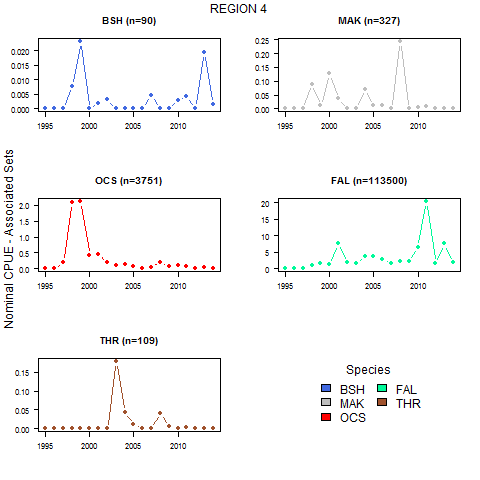 REGION 4
Nominal CPUE - Associated Sets
BSH (n=90)
0.020
0.015
0.010
0.005
0.000
1995 2000 2005 2010
MAK (n=327)
0.25
0.20
0.15
0.10
0.05
0.00
1995 2000 2005 2010
OCS (n=3751)
2.0
1.5
1.0
0.5
0.0
1995 2000 2005 2010
FAL (n=113500)
20
15
10
5
0
1995 2000 2005 2010
THR (n=109)
0.15
0.10
0.05
0.00
1995 2000 2005 2010
Species
BSH FAL
MAK THR
OCS